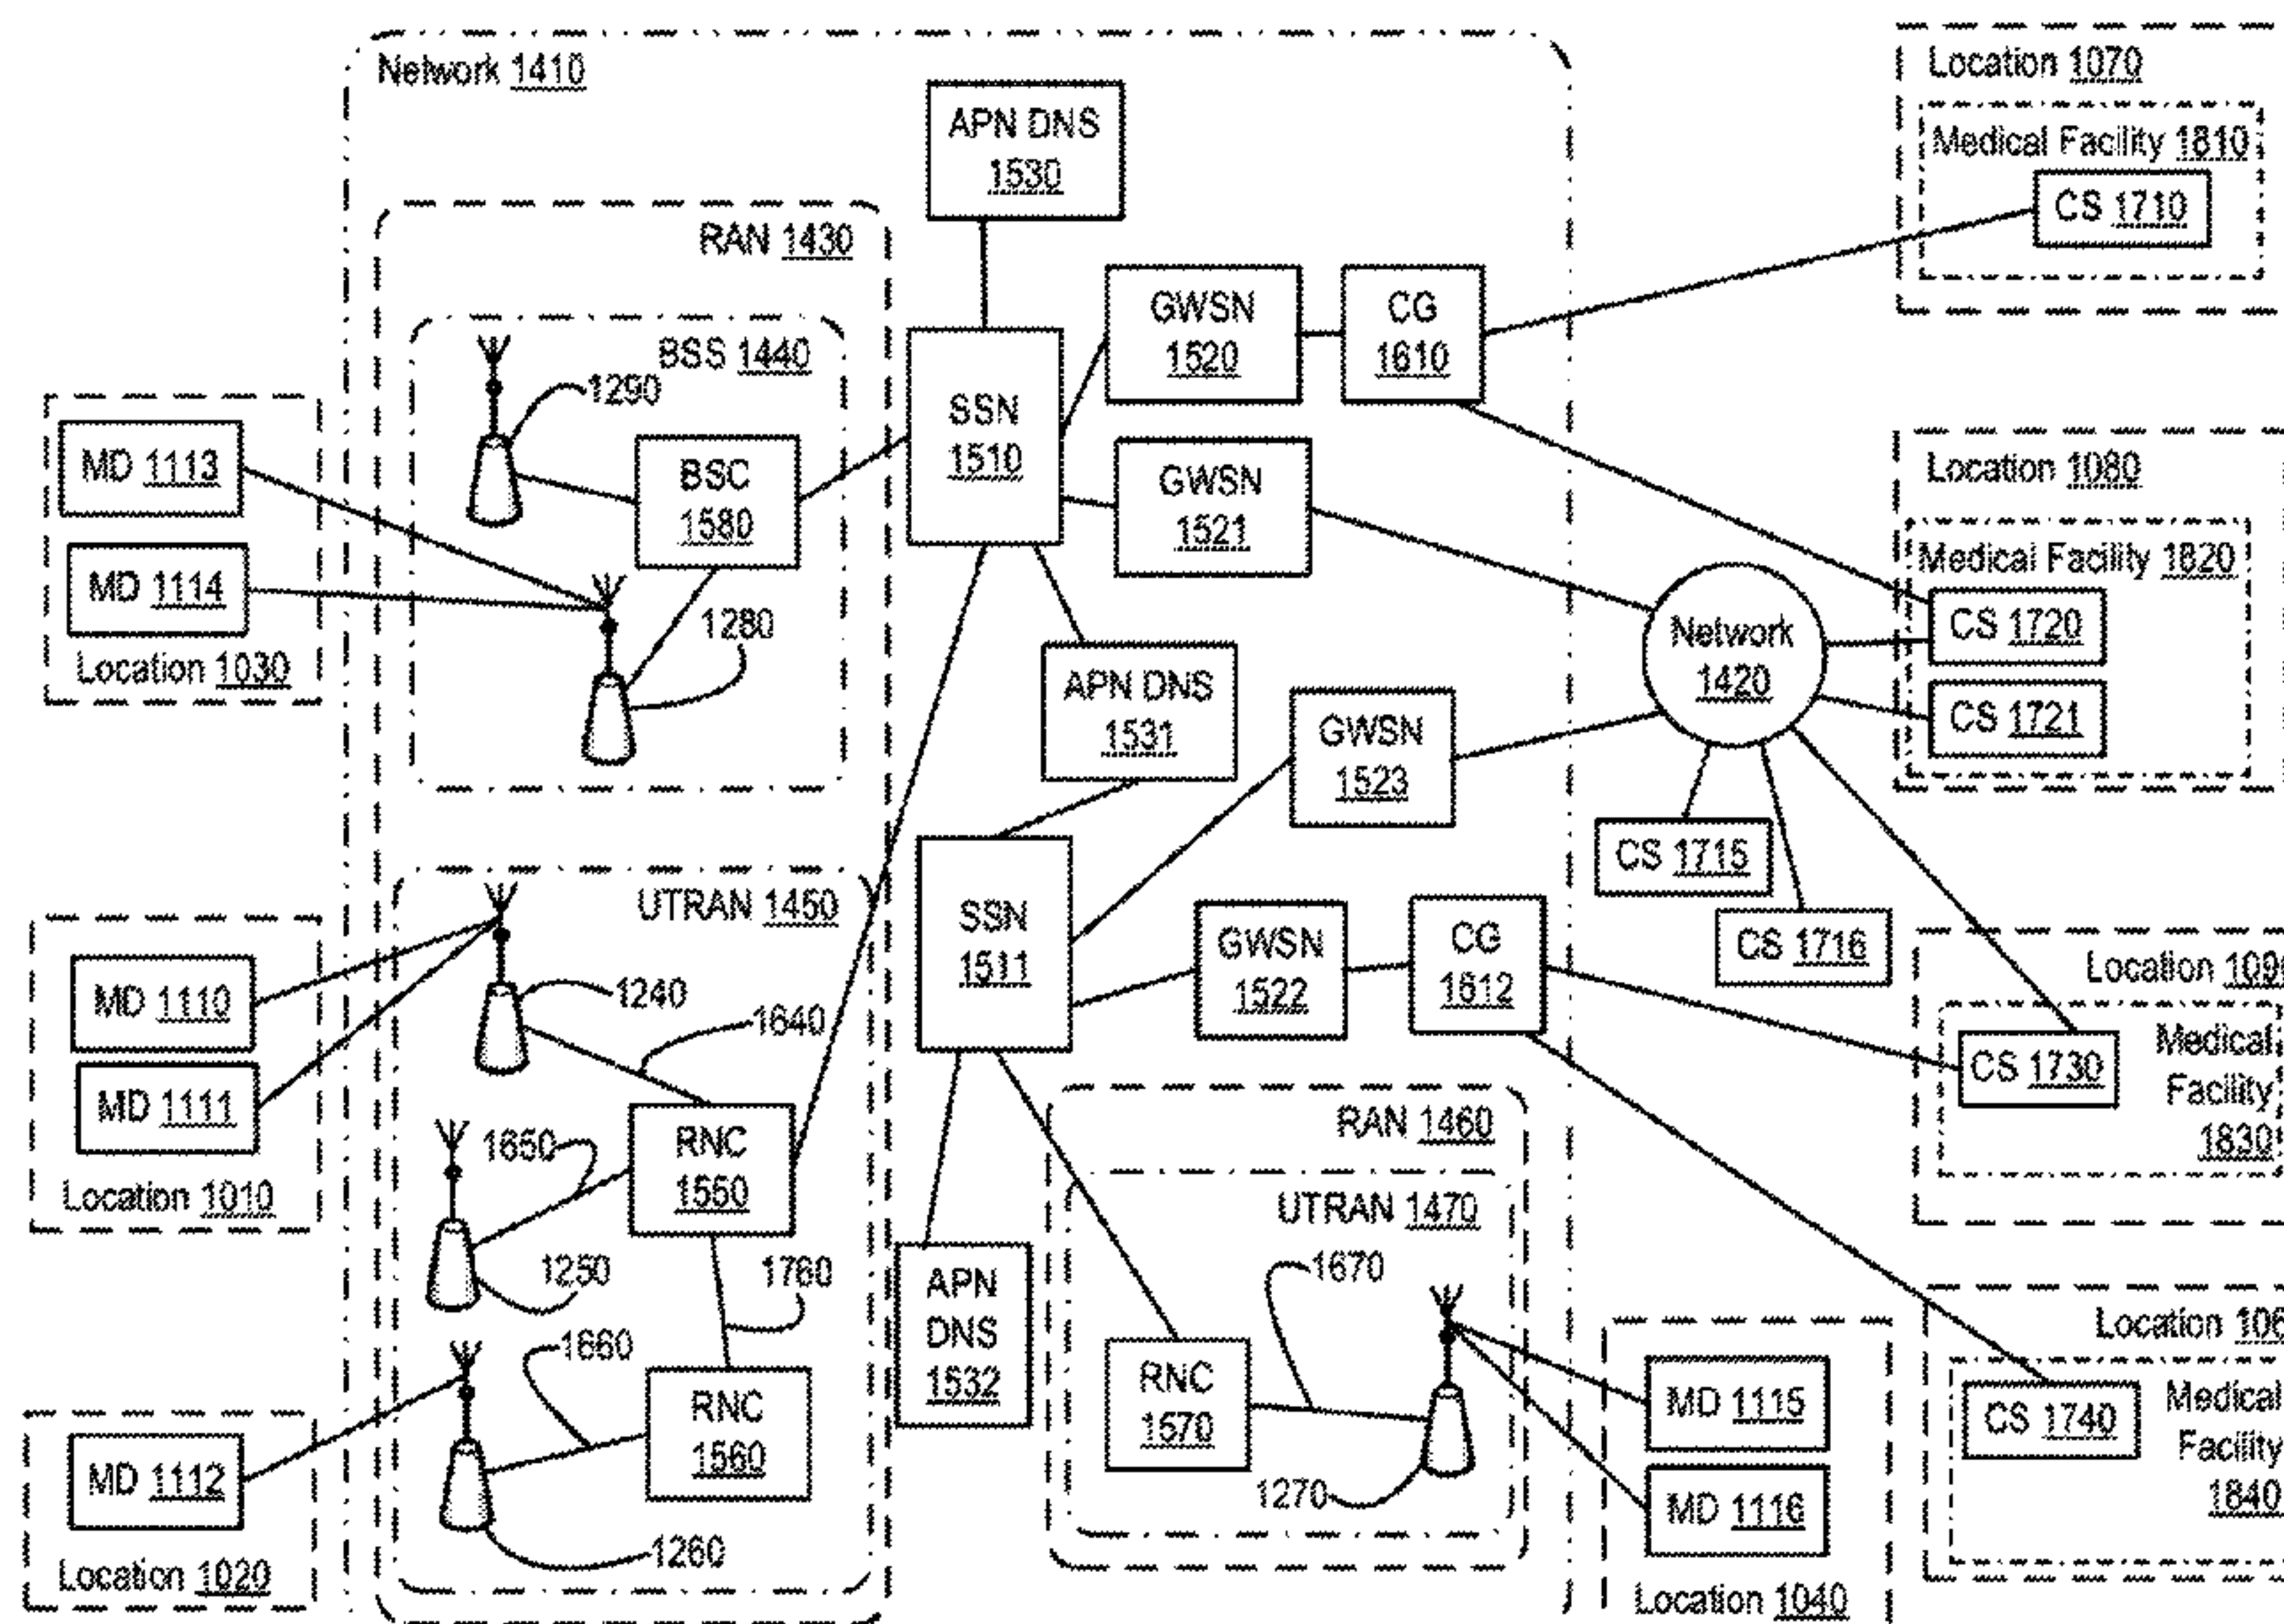 Network 1410
Location 1070
Medical Facility 1810
CS 1710
APN DNS
1530
RAN 1430
BSS 1440
1290
BSC
1580
1280
SSN
1510
GWSN
1520
CG
1610
GWSN
1521
MD 1113
MD 1114
Location 1030
Location 1080
Medical Facility 1820
CS 1720
CS 1721
Network
1420
APN DNS
1531
GWSN
1523
CS 1715
CS 1716
UTRAN 1450
1240
1640
MD 1110
MD 1111
Location 1010
1650
RNC
1550
1250
1760
SSN
1511
GWSN
1522
CG
1612
Location 109
CS 1730
Medical
Facility
1830
RAN 1460
UTRAN 1470
1670
APN
DNS
1532
RNC
1570
1270
1660
RNC
1560
1260
MD 1112
Location 1020
MD 1115
MD 1116
Location 1040
Location 106
CS 1740
Medical
Facility
1840